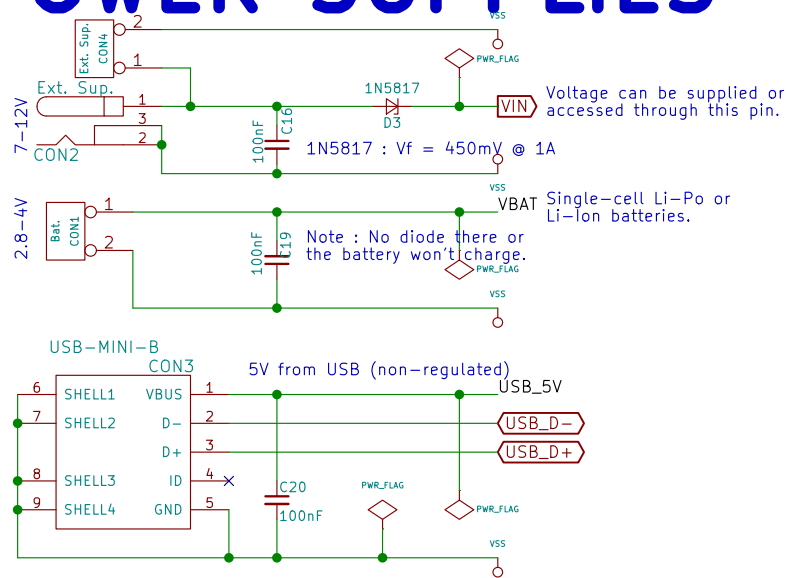 OWER SUPPLIES
VSS
2
Ext. Sup.
CON4
1
PWR_FLAG
Ext. Sup.
1N5817
D3
VIN
Voltage can be supplied or
accessed through this pin.
7-12V
1
3
2
CON2
C16
100nF
1N5817 : Vf = 450mV @ 1A
VSS
2.8-4V
Bat.
CON1
1
2
VBAT
Single-cell Li-Po or
Li-Ion batteries.
C19
100nF
Note : No diode there or
the battery won't charge.
PWR_FLAG
VSS
USB-MINI-B
CON3
5V from USB (non-regulated)
USB_5V
6 SHELL1 VBUS 1
7 SHELL2 D- 2
USB_D-
D+ 3
USB_D+
8 SHELL3 ID 4
9 SHELL4 GND 5
C20
100nF
PWR_FLAG
PWR_FLAG
VSS